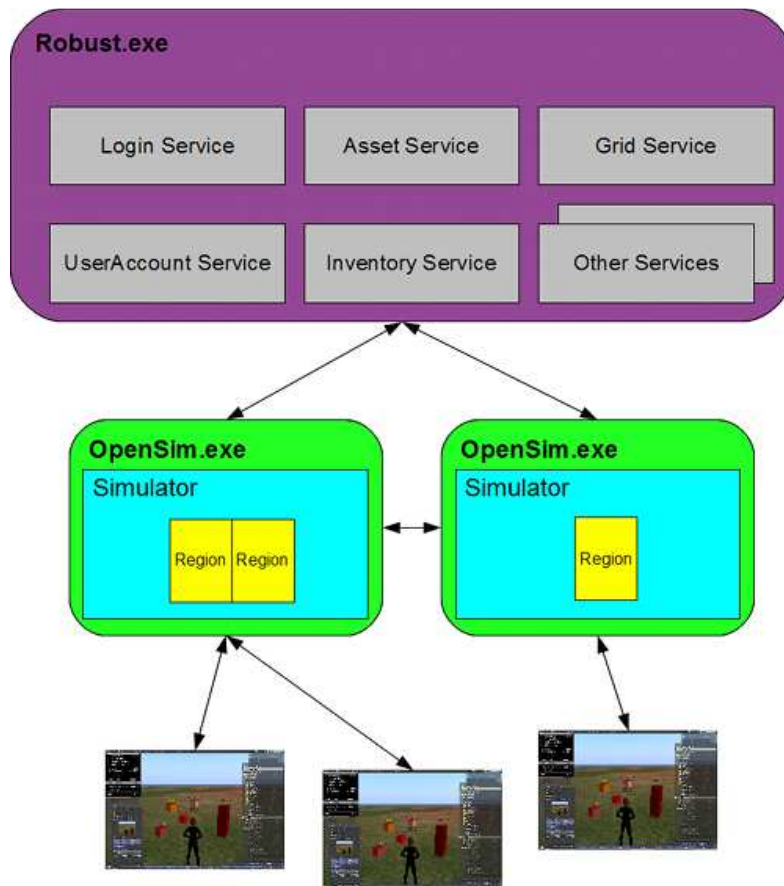 Robust.exe
Login Service
Asset Service
Grid Service
UserAccount Service
Inventory Service
Other Services
OpenSim.exe
Simulator
Region
Region
OpenSim.exe
Simulator
Region